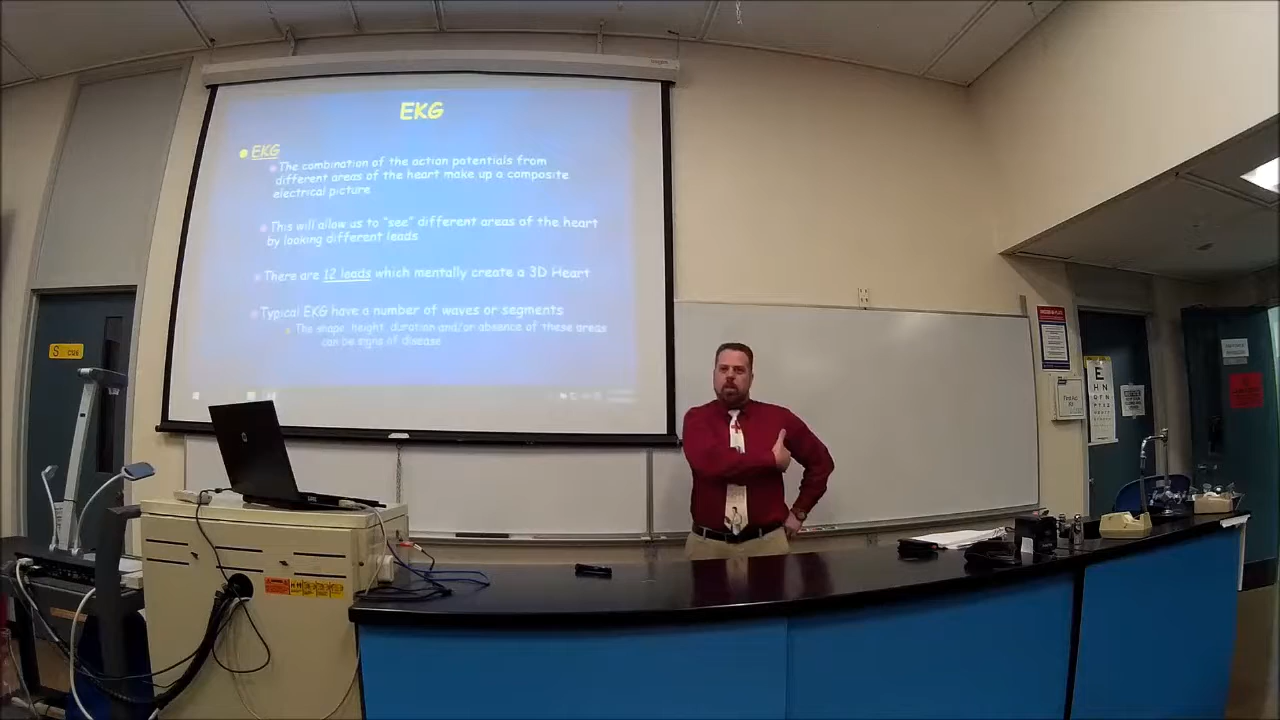 EKG
EKG
The combination of the action potentials from
different areas of the heart make up a composite
electrical picture
This will allow us to "see" different areas of the heart
by looking different leads
There are 12 leads which mentally create a 3D Heart
Typical EKG have a number of waves or segments
The shape, height, duration and/or absence of these areas
can be signs of disease
First Aid
E
H N